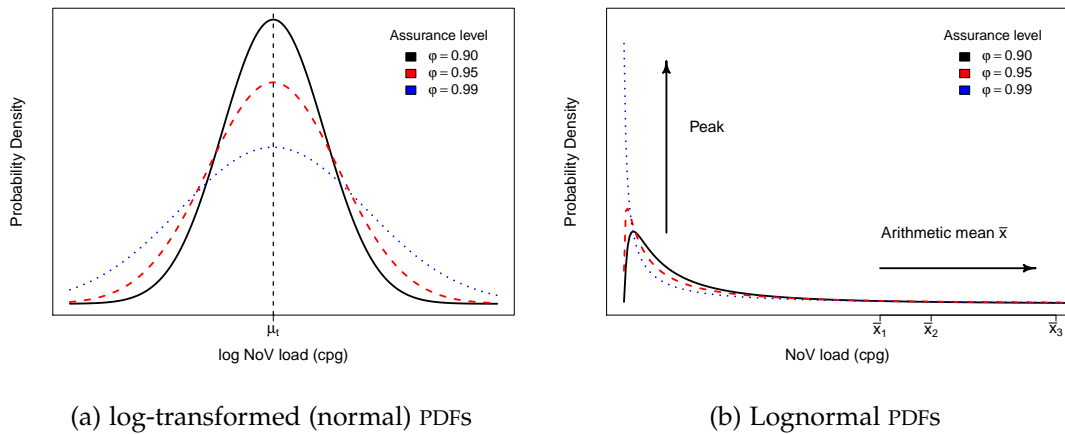 Probability Density
Assurance level
φ = 0.90
φ = 0.95
φ = 0.99
μt
log NoV load (cpg)
(a) log-transformed (normal) PDFs
Probability Density
Assurance level
φ = 0.90
φ = 0.95
φ = 0.99
Peak
Arithmetic mean x̄
x̄1 x̄2 x̄3
NoV load (cpg)
(b) Lognormal PDFs